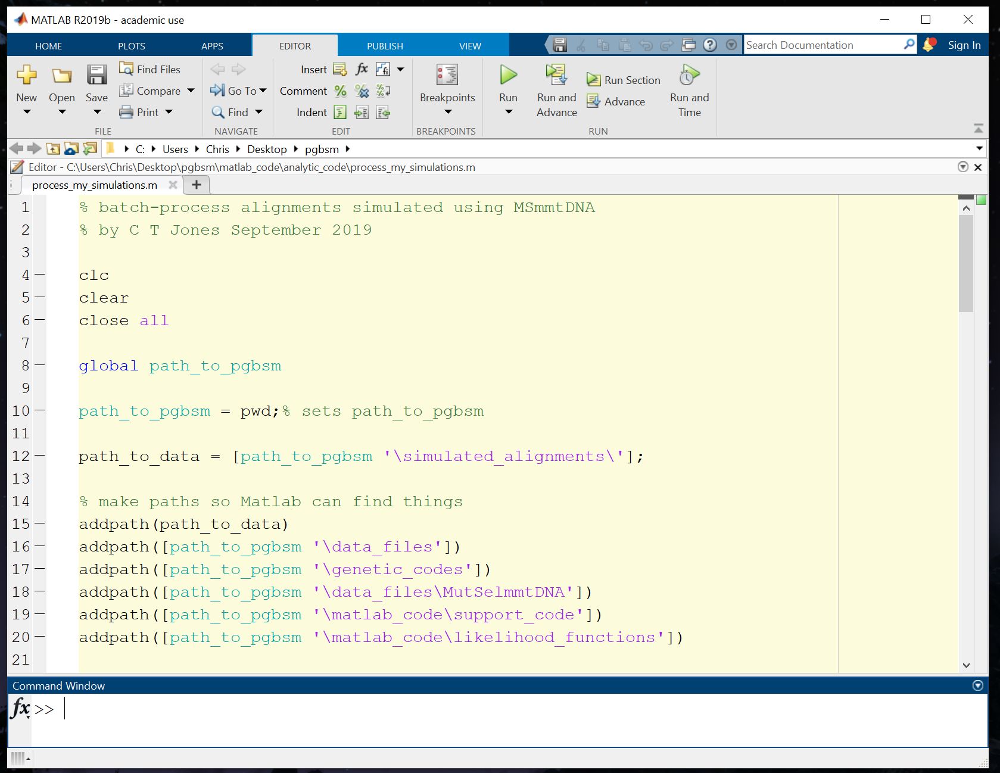 MATLAB R2019b - academic use
HOME PLOTS APPS EDITOR PUBLISH VIEW Search Documentation Sign In
New Open Save Find Files Compare Print
FILE
Go To Find
NAVIGATE
Insert fx fi
Comment % % %
Indent
EDIT
Breakpoints
BREAKPOINTS
Run Run and Advance Run Section Advance Run and Time
RUN
C: Users Chris Desktop pgbsm
Editor - C:\Users\Chris\Desktop\pgbsm\matlab_code\analytic_code\process_my_simulations.m
process_my_simulations.m +
1 % batch-process alignments simulated using MSmmtDNA
2 % by C T Jones September 2019
3
4 – clc
5 – clear
6 – close all
7
8 – global path_to_pgbsm
9
10 – path_to_pgbsm = pwd;% sets path_to_pgbsm
11
12 – path_to_data = [path_to_pgbsm '\simulated_alignments\'];
13
14 % make paths so Matlab can find things
15 – addpath(path_to_data)
16 – addpath([path_to_pgbsm '\data_files'])
17 – addpath([path_to_pgbsm '\genetic_codes'])
18 – addpath([path_to_pgbsm '\data_files\MutSelmmtDNA'])
19 – addpath([path_to_pgbsm '\matlab_code\support_code'])
20 – addpath([path_to_pgbsm '\matlab_code\likelihood_functions'])
21
Command Window
fx >>